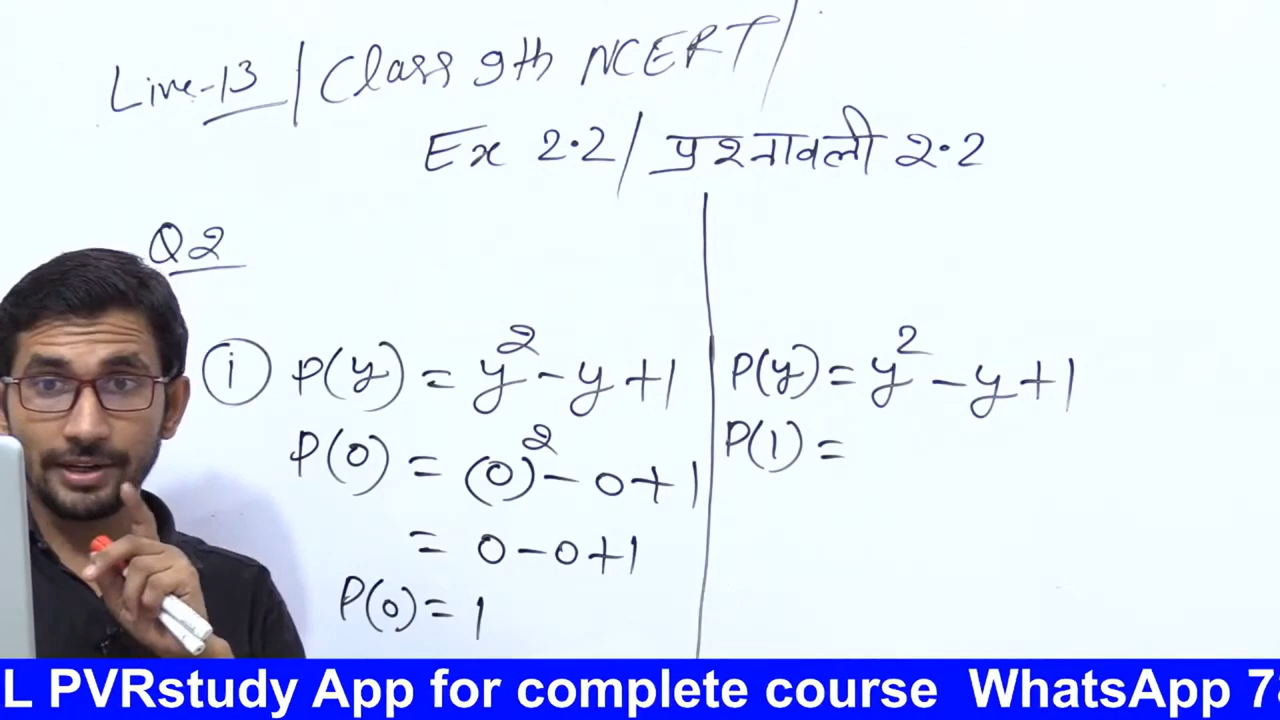 Live-13 / Class 9th NCERT /
Ex 2.2 / प्रश्नावली 2.2
Q2
i P(y) = y² - y + 1
P(0) = (0)² - 0 + 1
= 0 - 0 + 1
P(0) = 1
P(y) = y² - y + 1
P(1) =
L PVRstudy App for complete course WhatsApp 7